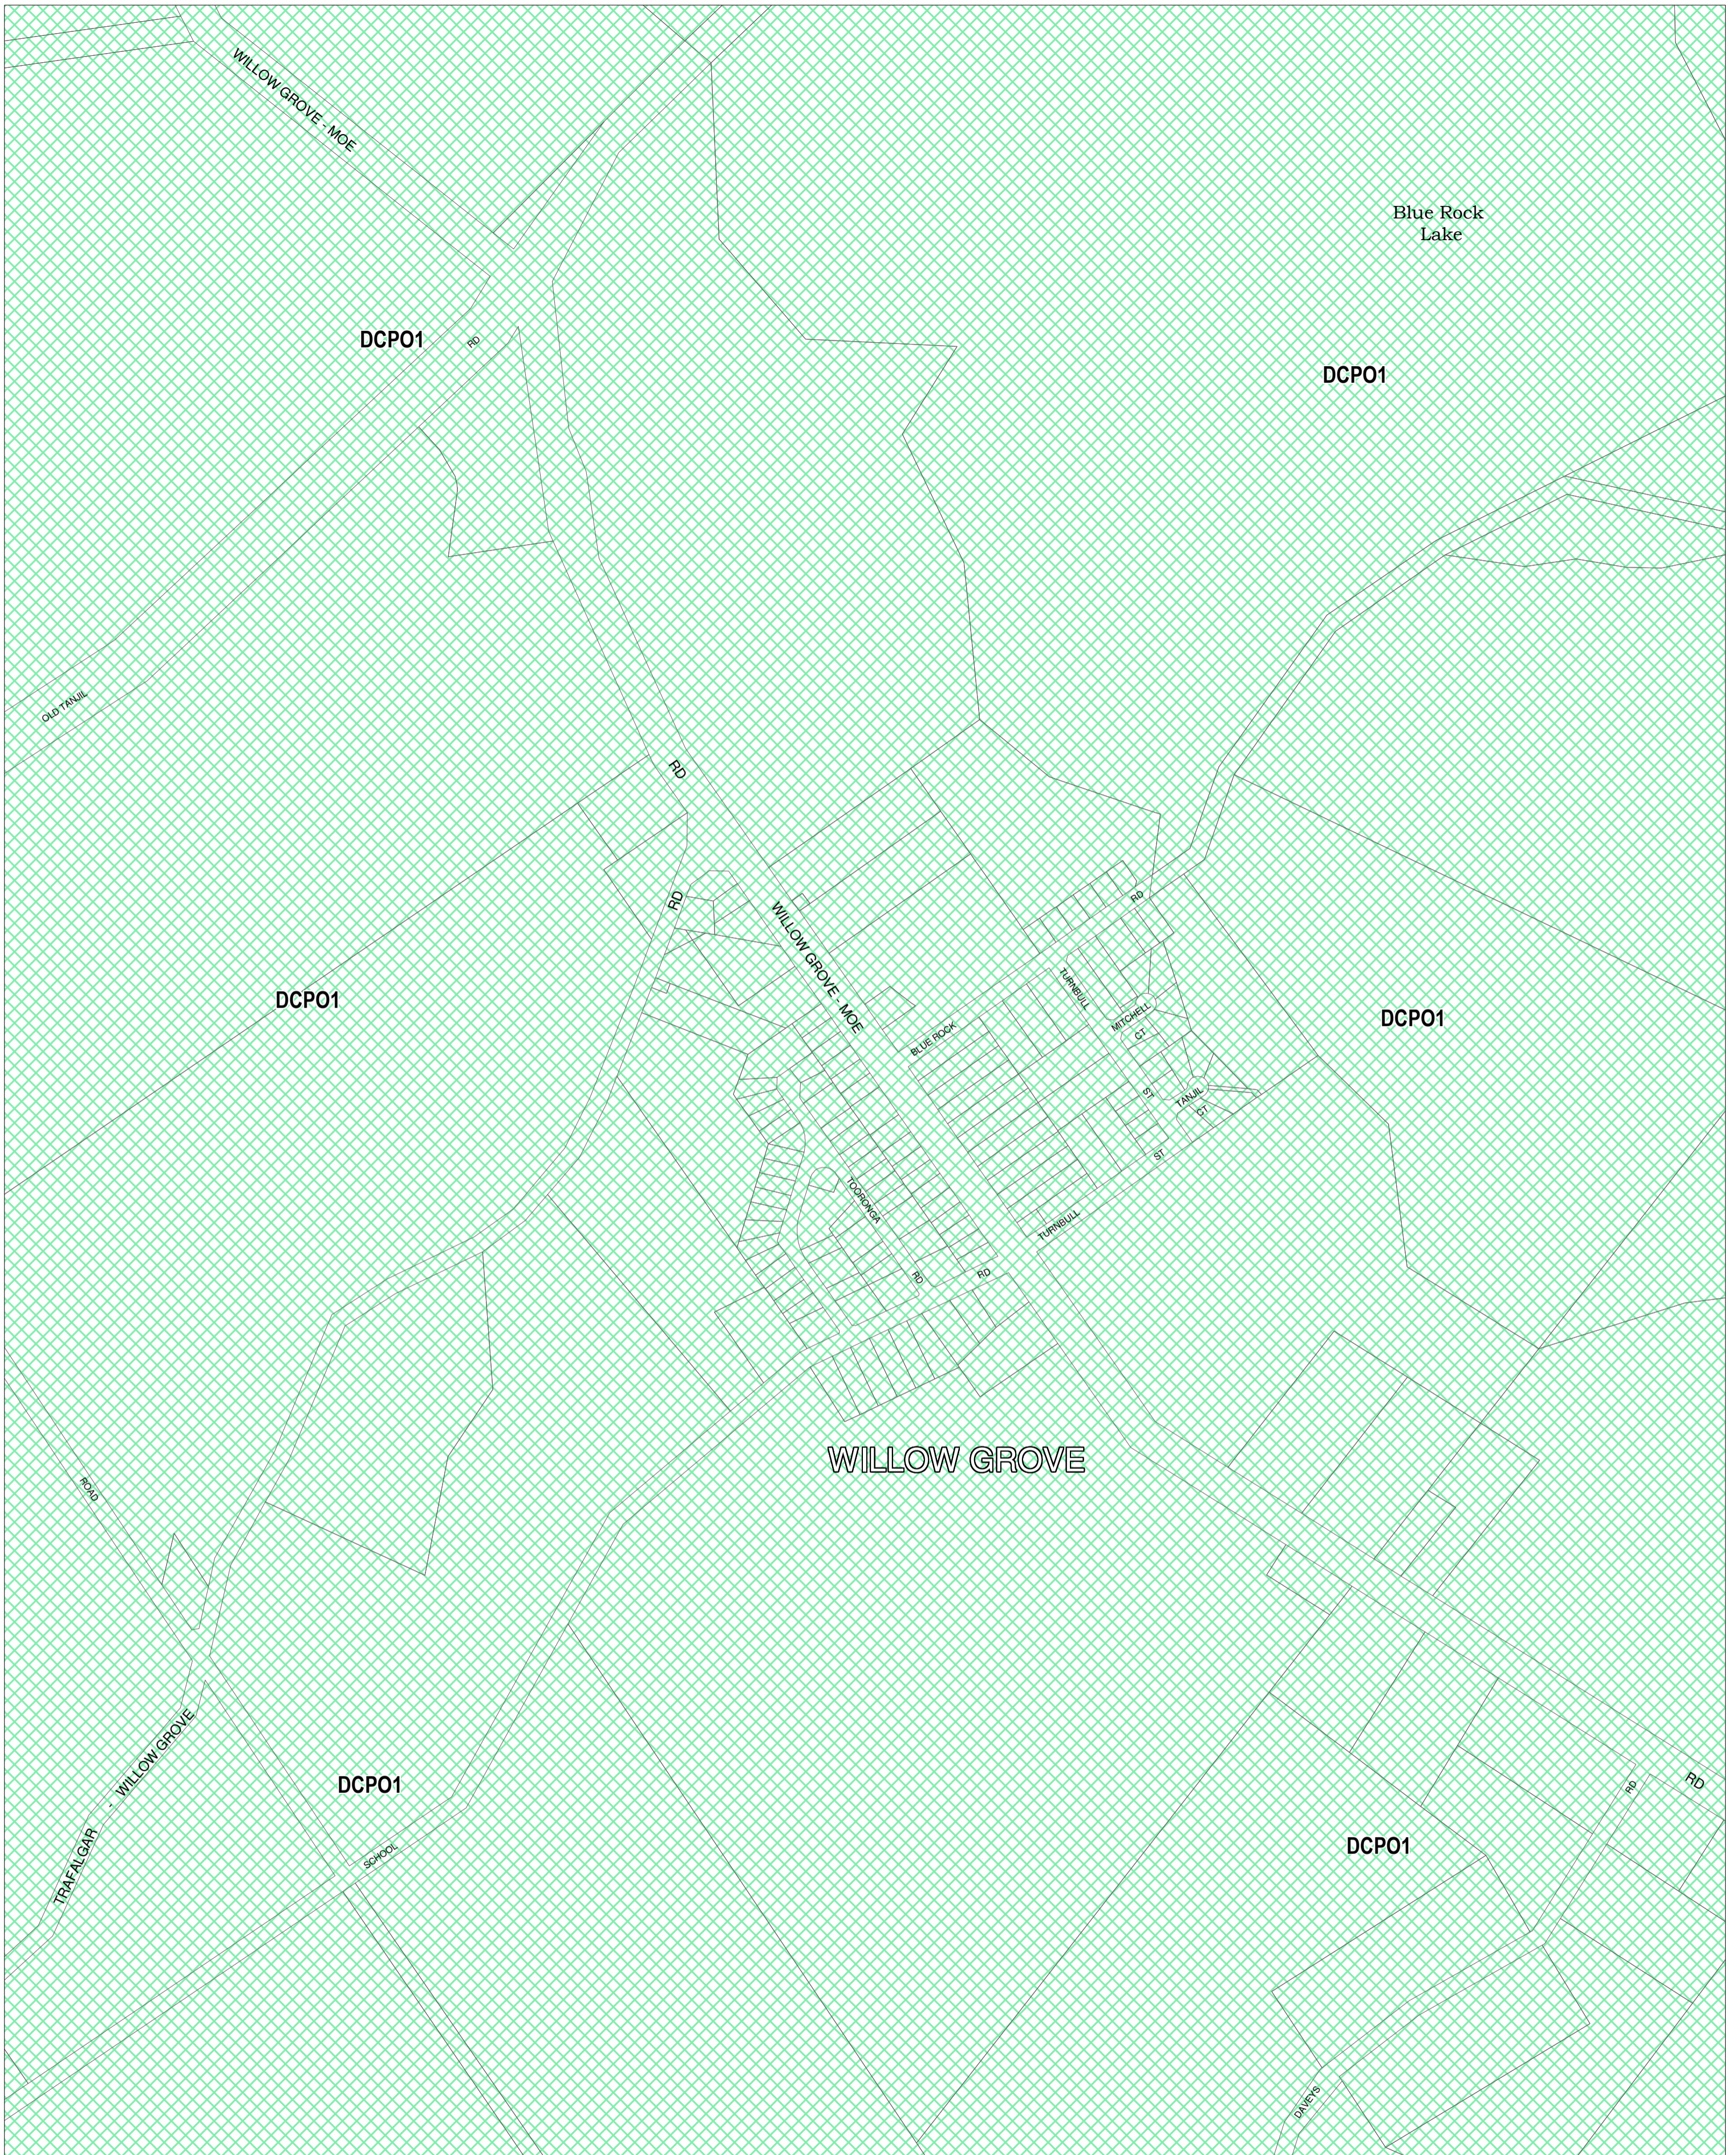 WILLOW GROVE - MOE
Blue Rock
Lake
DCPO1
RD
DCPO1
OLD TANJIL
RD
RD
RD
WILLOW GROVE - MOE
TURNBULL
DCPO1
MITCHELL
CT
DCPO1
BLUE ROCK
ST
TANJIL
CT
ST
TOORONGA
TURNBULL
RD
RD
WILLOW GROVE
ROAD
TRAFALGAR - WILLOW GROVE
DCPO1
RD
RD
SCHOOL
DCPO1
DAVEYS